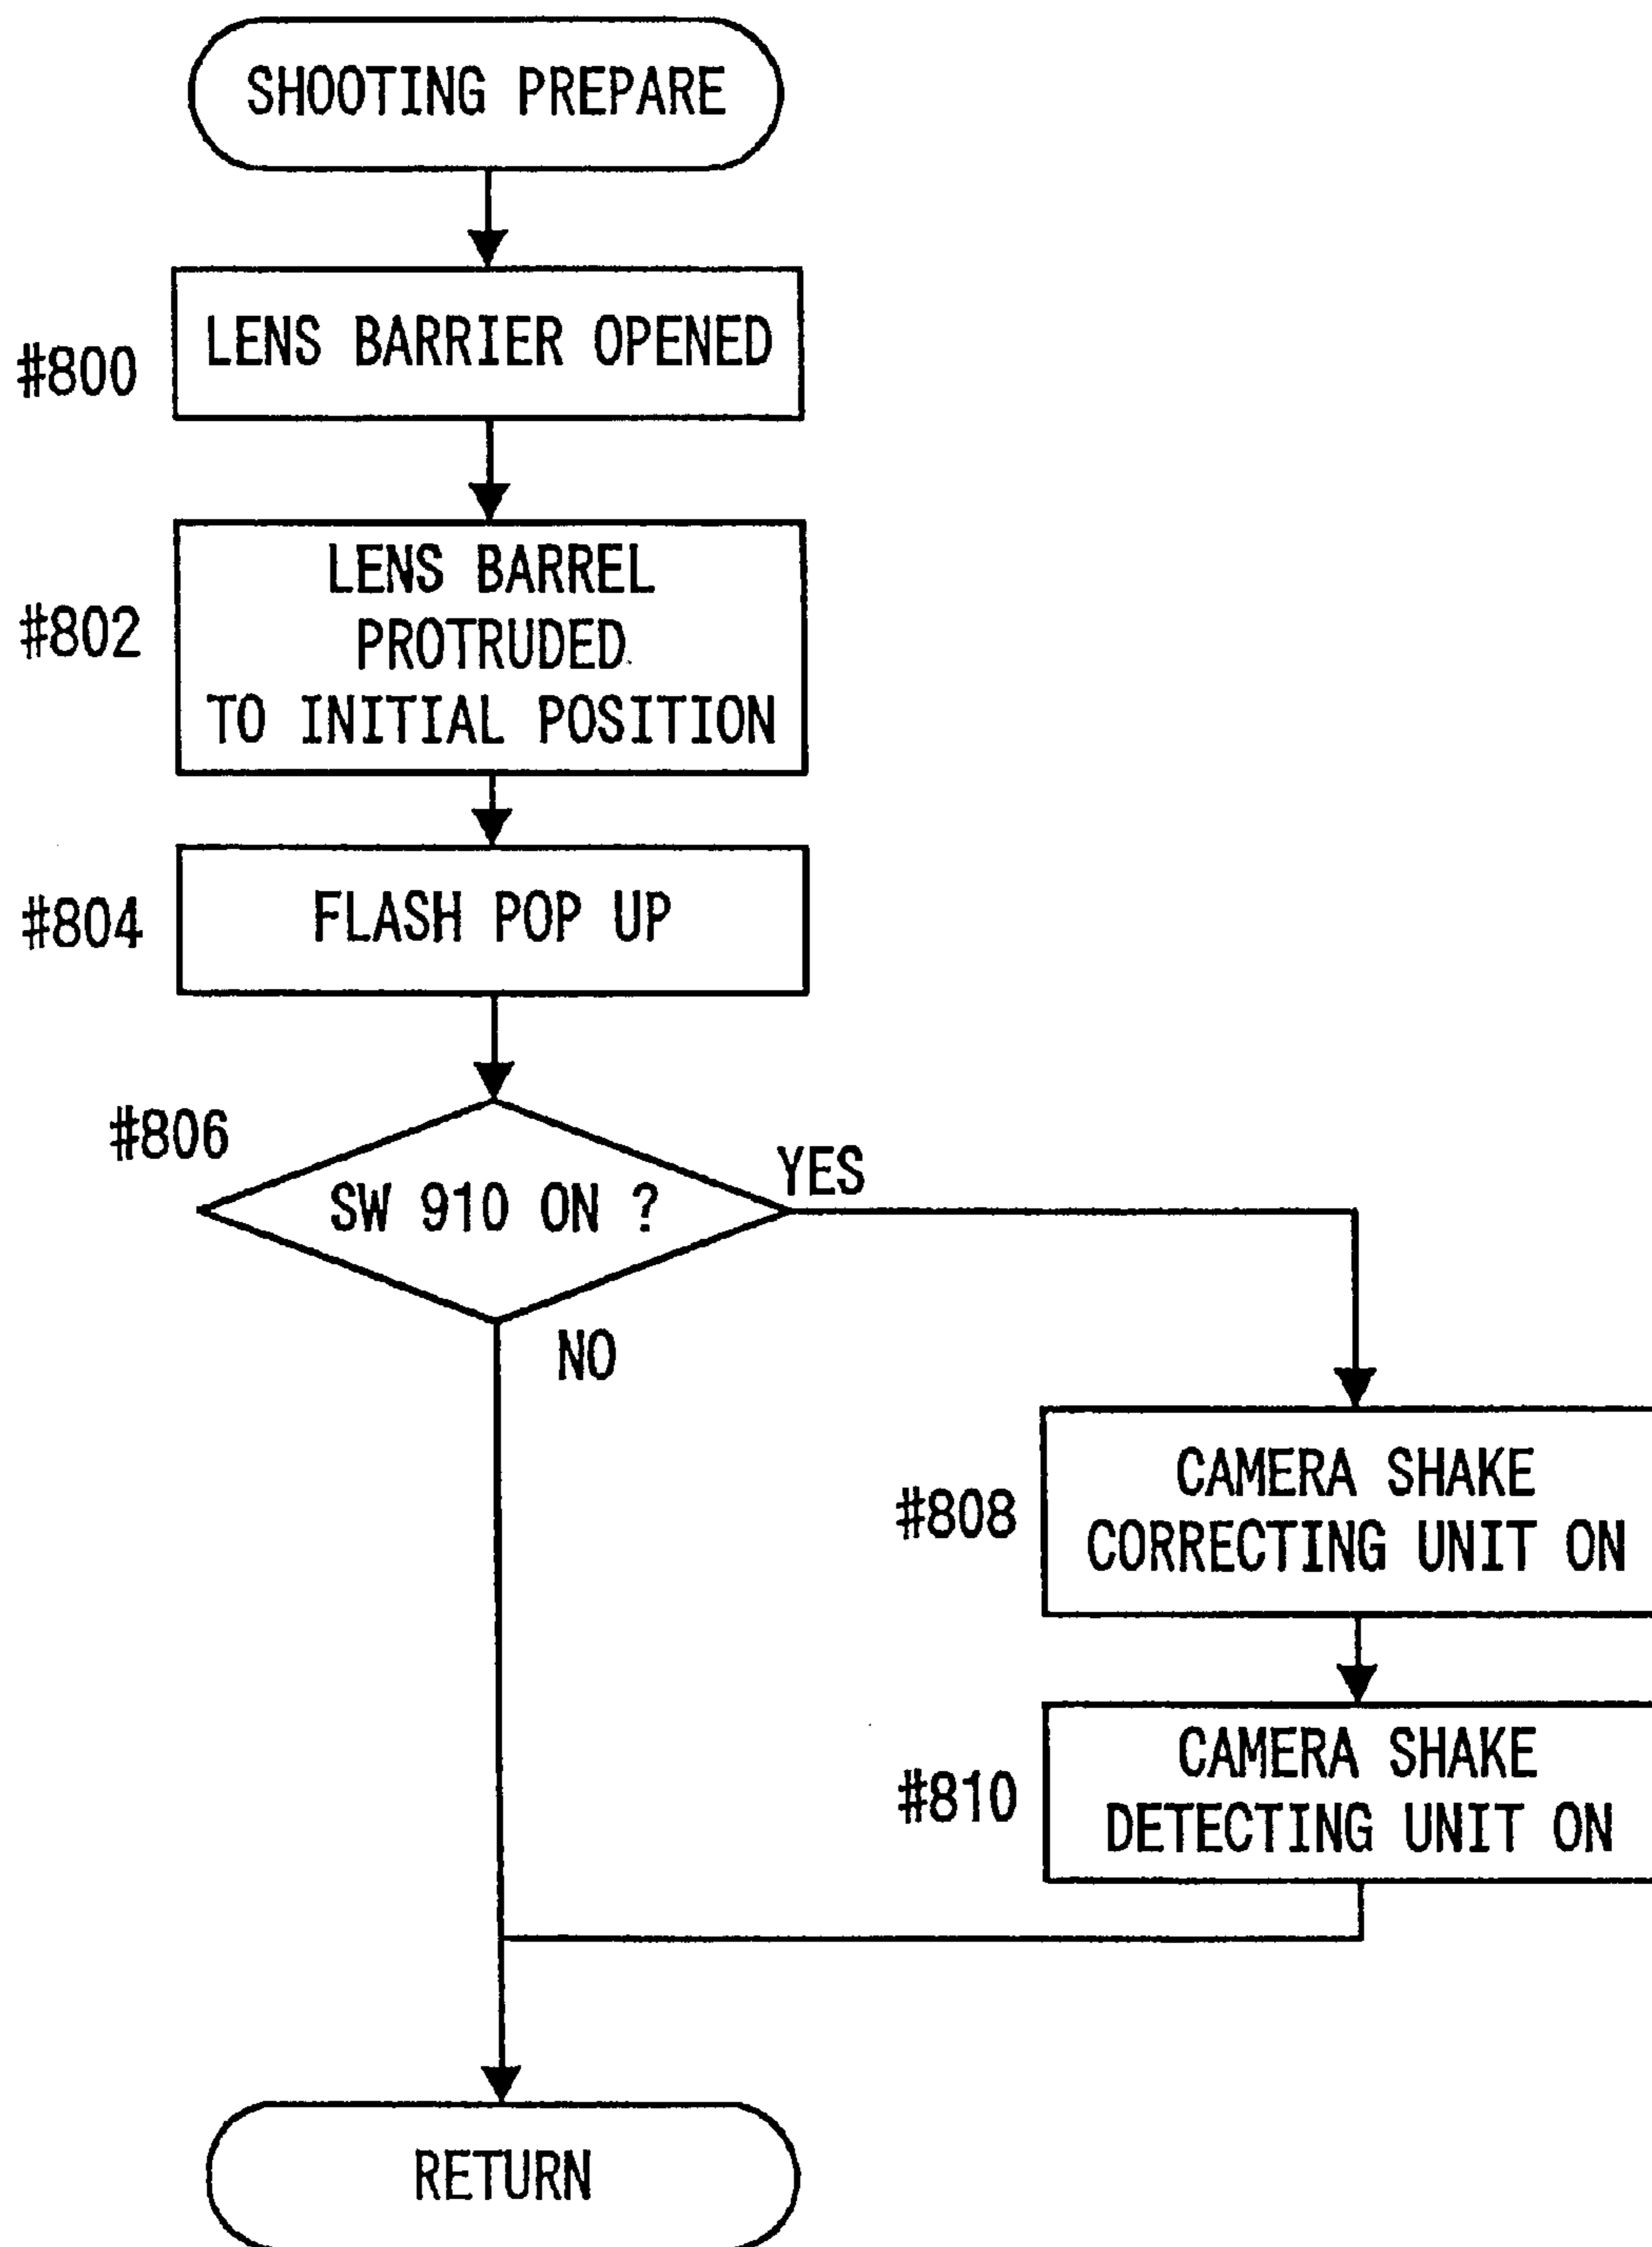 SHOOTING PREPARE
#800
LENS BARRIER OPENED
#802
LENS BARREL
PROTRUDED
TO INITIAL POSITION
#804
FLASH POP UP
#806
SW 910 ON ?
YES
NO
#808
CAMERA SHAKE
CORRECTING UNIT ON
#810
CAMERA SHAKE
DETECTING UNIT ON
RETURN